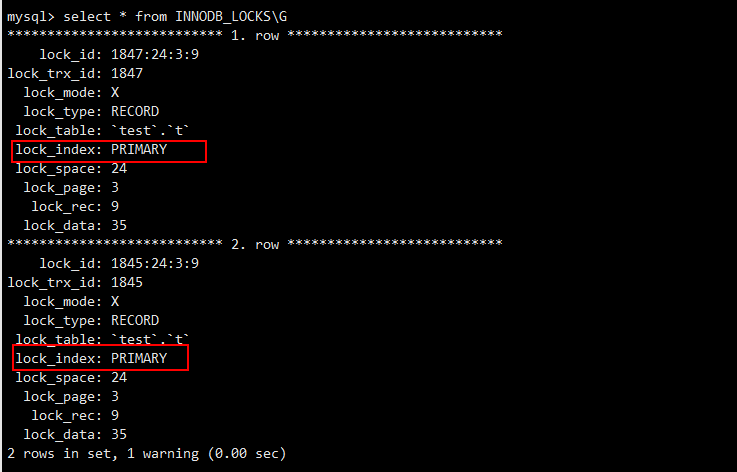 mysql> select * from INNODB_LOCKS\G
*************************** 1. row ***************************
lock_id: 1847:24:3:9
lock_trx_id: 1847
lock_mode: X
lock_type: RECORD
lock_table: `test`.`t`
lock_index: PRIMARY
lock_space: 24
lock_page: 3
lock_rec: 9
lock_data: 35
*************************** 2. row ***************************
lock_id: 1845:24:3:9
lock_trx_id: 1845
lock_mode: X
lock_type: RECORD
lock_table: `test`.`t`
lock_index: PRIMARY
lock_space: 24
lock_page: 3
lock_rec: 9
lock_data: 35
2 rows in set, 1 warning (0.00 sec)